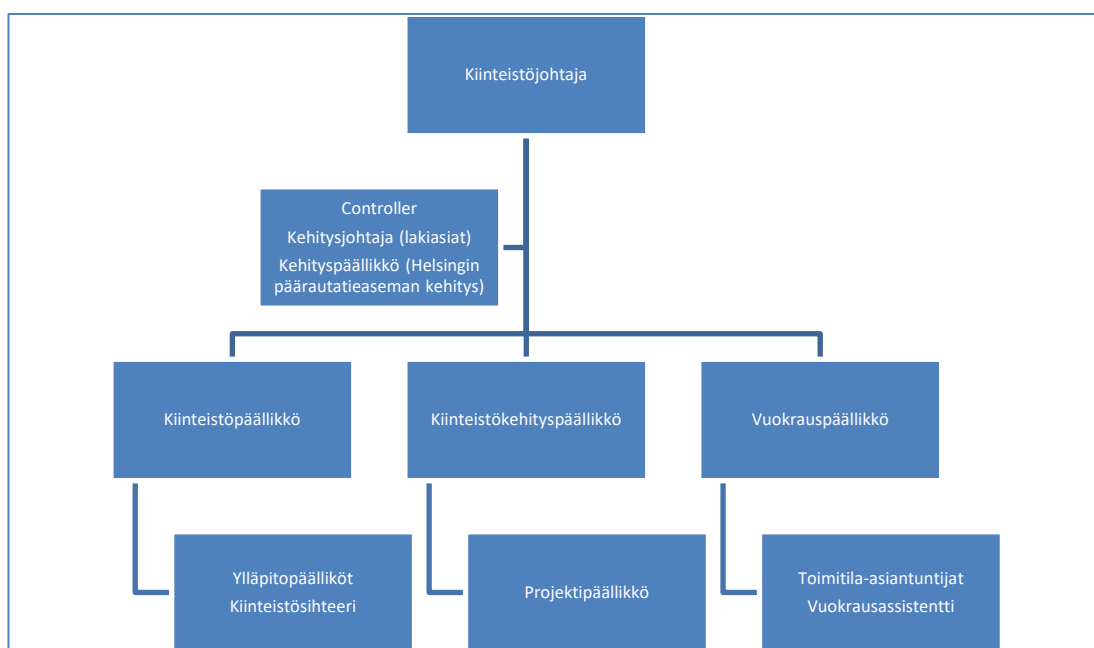 Kiinteistöjohtaja
Controller
Kehitysjohtaja (lakiasiat)
Kehityspäällikkö (Helsingin
päärautatieaseman kehitys)
Kiinteistöpäällikkö
Kiinteistökehityspäällikkö
Vuokrauspäällikkö
Ylläpitopäälliköt
Kiinteistösihteeri
Projektipäällikkö
Toimitila-asiantuntijat
Vuokrausassistentti